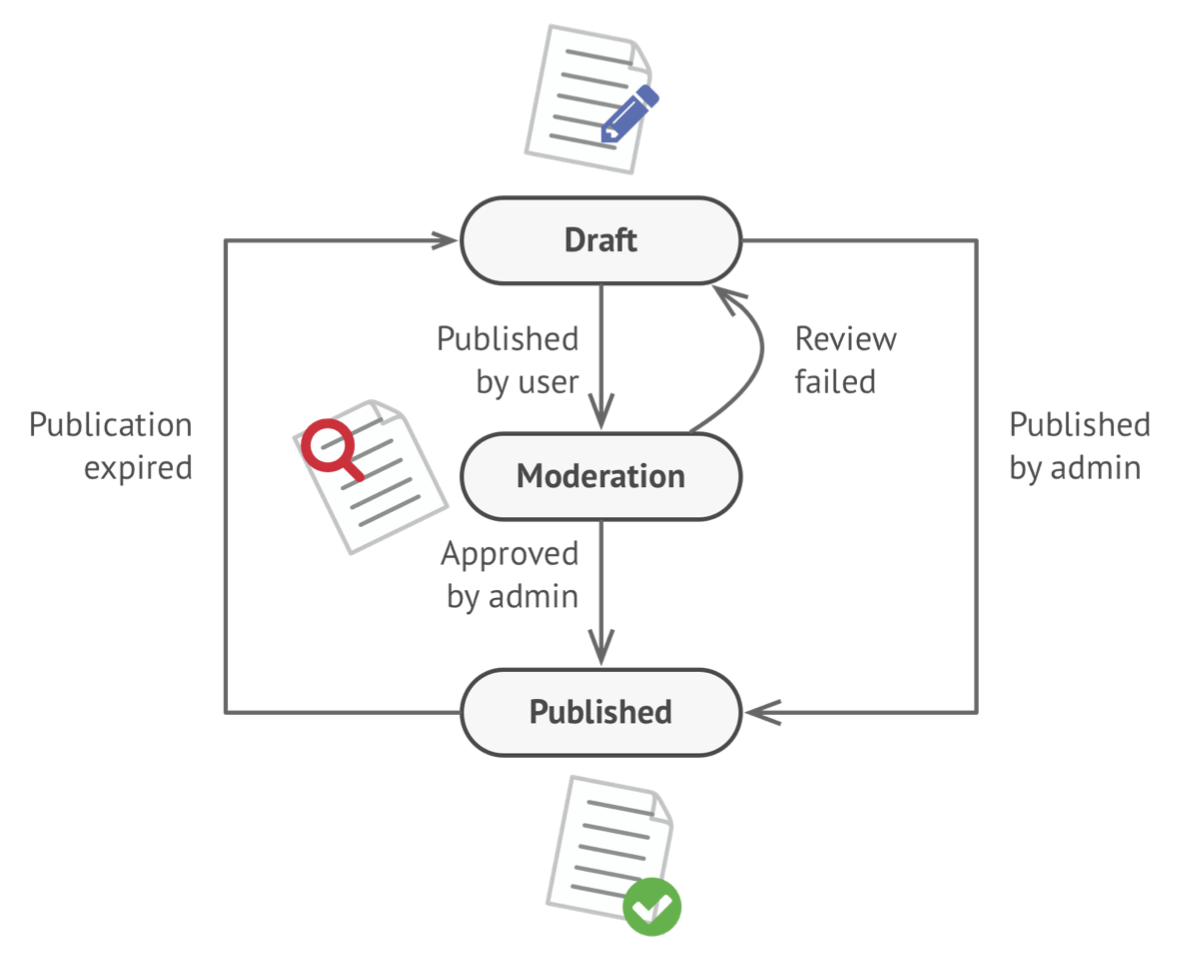 Draft
Published
by user
Review
failed
Publication
expired
Published
by admin
Moderation
Approved
by admin
Published